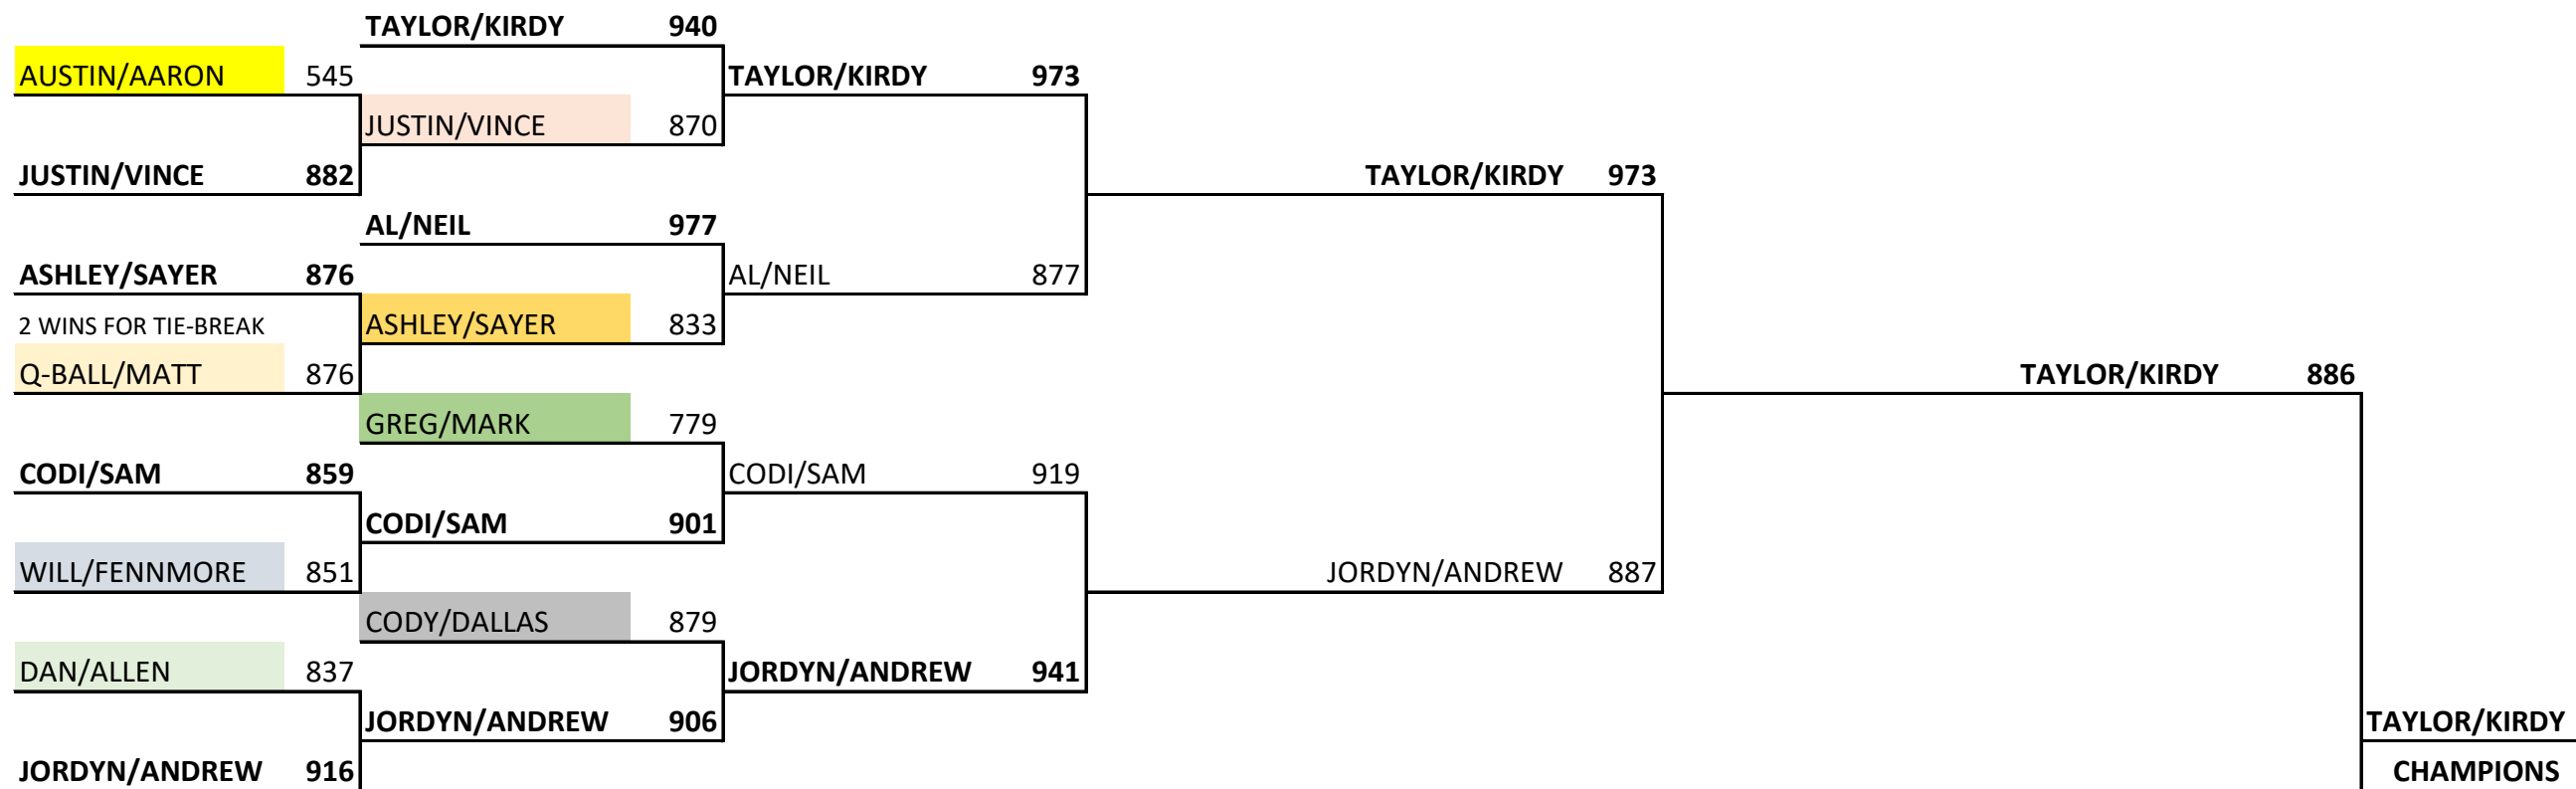 TAYLOR/KIRDY 940
AUSTIN/AARON 545 TAYLOR/KIRDY 973
JUSTIN/VINCE 870
JUSTIN/VINCE 882 TAYLOR/KIRDY 973
AL/NEIL 977
ASHLEY/SAYER 876 AL/NEIL 877
2 WINS FOR TIE-BREAK ASHLEY/SAYER 833
Q-BALL/MATT 876 TAYLOR/KIRDY 886
GREG/MARK 779
CODI/SAM 859 CODI/SAM 919
CODI/SAM 901
WILL/FENNMORE 851 JORDYN/ANDREW 887
CODY/DALLAS 879
DAN/ALLEN 837 JORDYN/ANDREW 941
JORDYN/ANDREW 906 TAYLOR/KIRDY
JORDYN/ANDREW 916 CHAMPIONS